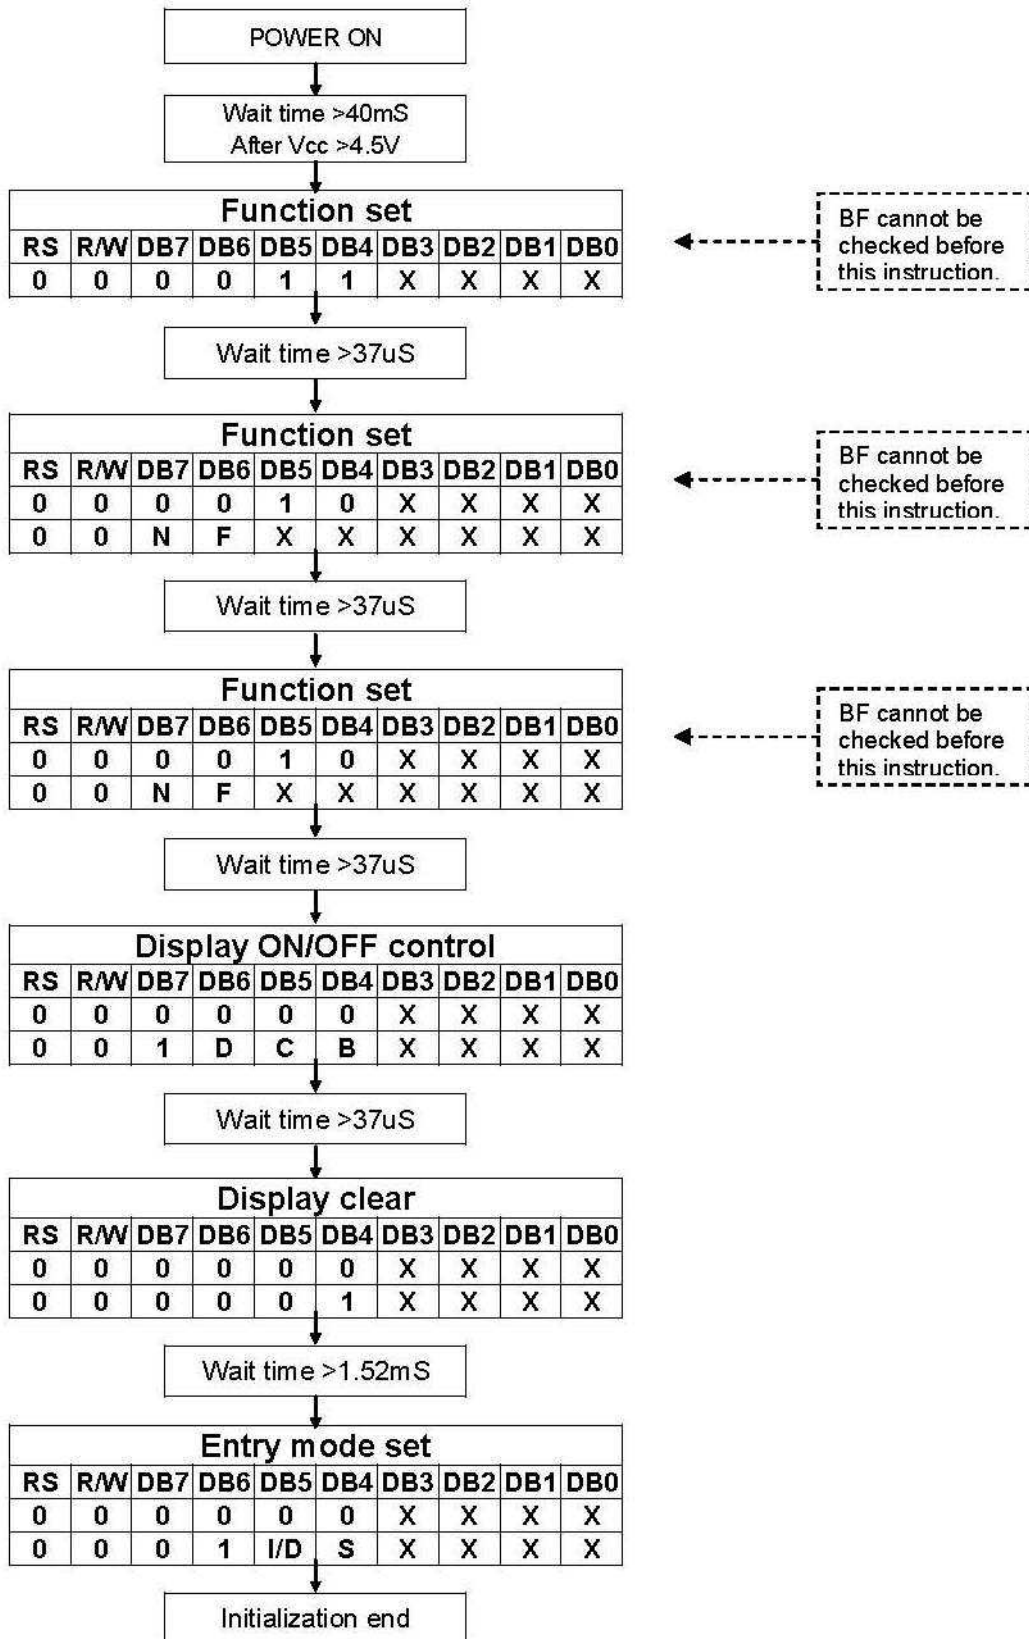 POWER ON
Wait time >40mS
After Vcc >4.5V
Function set
RS R/W DB7 DB6 DB5 DB4 DB3 DB2 DB1 DB0
0 0 0 0 1 1 X X X X
BF cannot be
checked before
this instruction.
Wait time >37uS
Function set
RS R/W DB7 DB6 DB5 DB4 DB3 DB2 DB1 DB0
0 0 0 0 1 0 X X X X
0 0 N F X X X X X X
BF cannot be
checked before
this instruction.
Wait time >37uS
Function set
RS R/W DB7 DB6 DB5 DB4 DB3 DB2 DB1 DB0
0 0 0 0 1 0 X X X X
0 0 N F X X X X X X
BF cannot be
checked before
this instruction.
Wait time >37uS
Display ON/OFF control
RS R/W DB7 DB6 DB5 DB4 DB3 DB2 DB1 DB0
0 0 0 0 0 0 X X X X
0 0 1 D C B X X X X
Wait time >37uS
Display clear
RS R/W DB7 DB6 DB5 DB4 DB3 DB2 DB1 DB0
0 0 0 0 0 0 X X X X
0 0 0 0 0 1 X X X X
Wait time >1.52mS
Entry mode set
RS R/W DB7 DB6 DB5 DB4 DB3 DB2 DB1 DB0
0 0 0 0 0 0 X X X X
0 0 0 1 I/D S X X X X
Initialization end